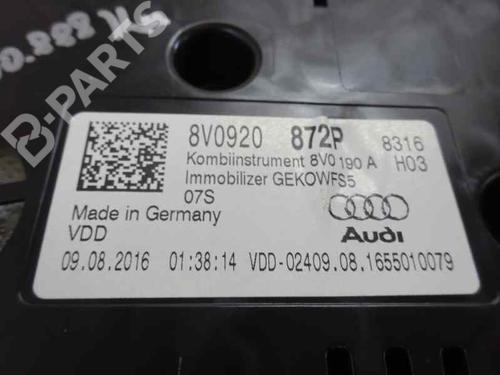 B-PARTS
8V0920 872P 8316
Kombiinstrument 8V0 190 A H03
Immobilizer GEKOWFS5
07S
Made in Germany
VDD
Audi
09.08.2016 01:38:14 VDD-02409.08.1655010079